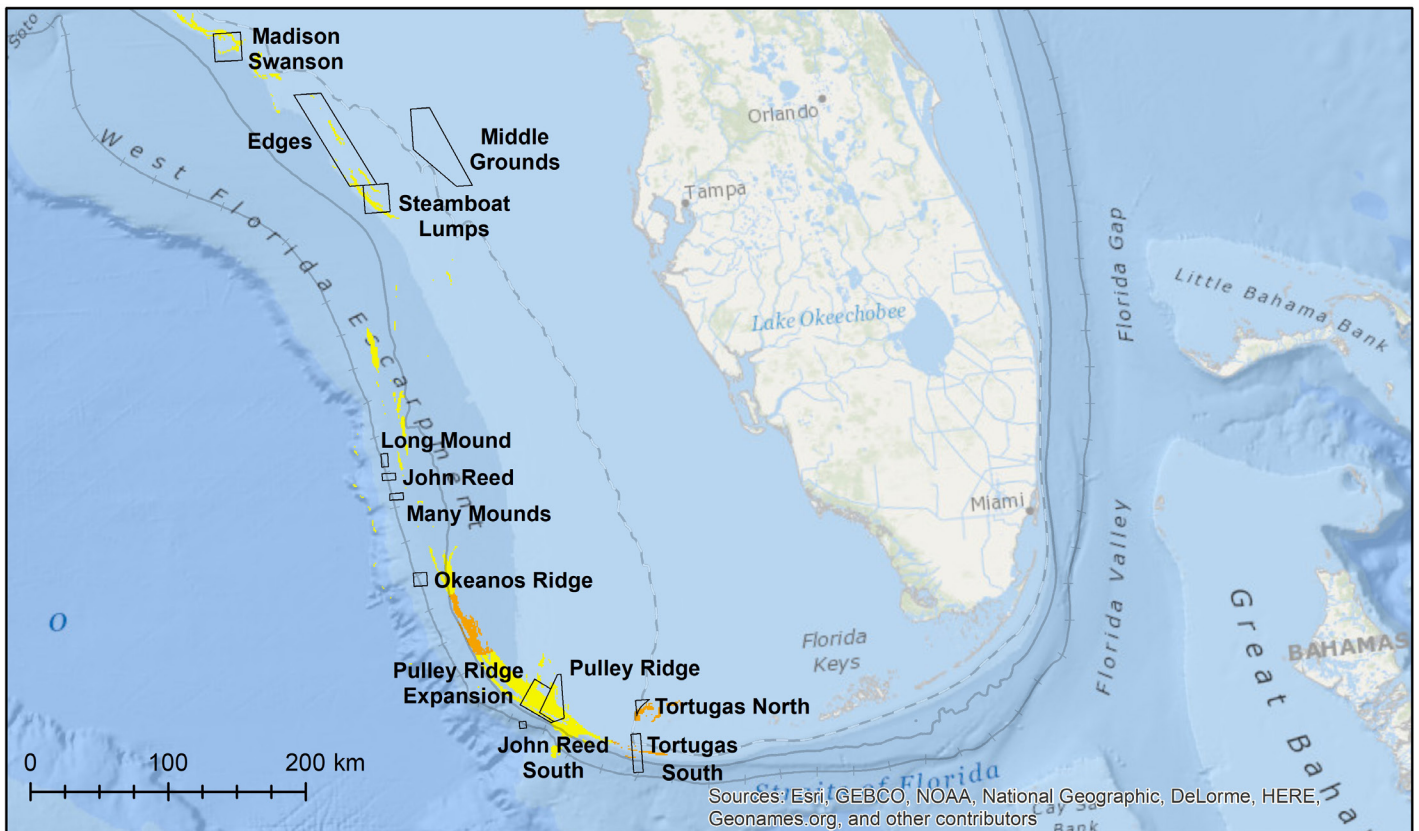 Soto
Madison
Swanson
Edges
Middle
Grounds
Steamboat
Lumps
West Florida Escarpment
Orlando
Tampa
Lake Okeechobee
Miami
Florida Gap
Little Bahama Bank
Florida Valley
Long Mound
John Reed
Many Mounds
Okeanos Ridge
O
Pulley Ridge
Expansion
Pulley Ridge
Florida
Keys
Tortugas North
John Reed
South
Tortugas
South
Straits of Florida
BAHAMAS
Great Baha
0 100 200 km
Cay Sa
Bank
Sources: Esri, GEBCO, NOAA, National Geographic, DeLorme, HERE,
Geonames.org, and other contributors